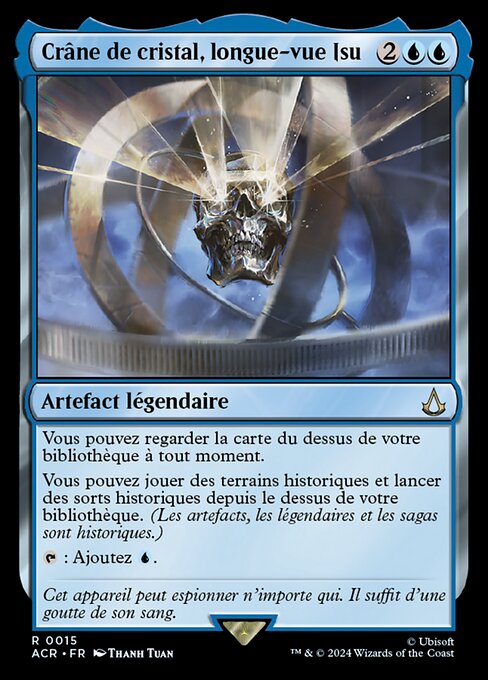 Crâne de cristal, longue-vue Isu 2
Artefact légendaire
Vous pouvez regarder la carte du dessus de votre
bibliothèque à tout moment.
Vous pouvez jouer des terrains historiques et lancer
des sorts historiques depuis le dessus de votre
bibliothèque. (Les artefacts, les légendaires et les sagas
sont historiques.)
: Ajoutez .
Cet appareil peut espionner n'importe qui. Il suffit d'une
goutte de son sang.
R 0015
ACR • FR Thanh Tuan
© Ubisoft
™ & © 2024 Wizards of the Coast